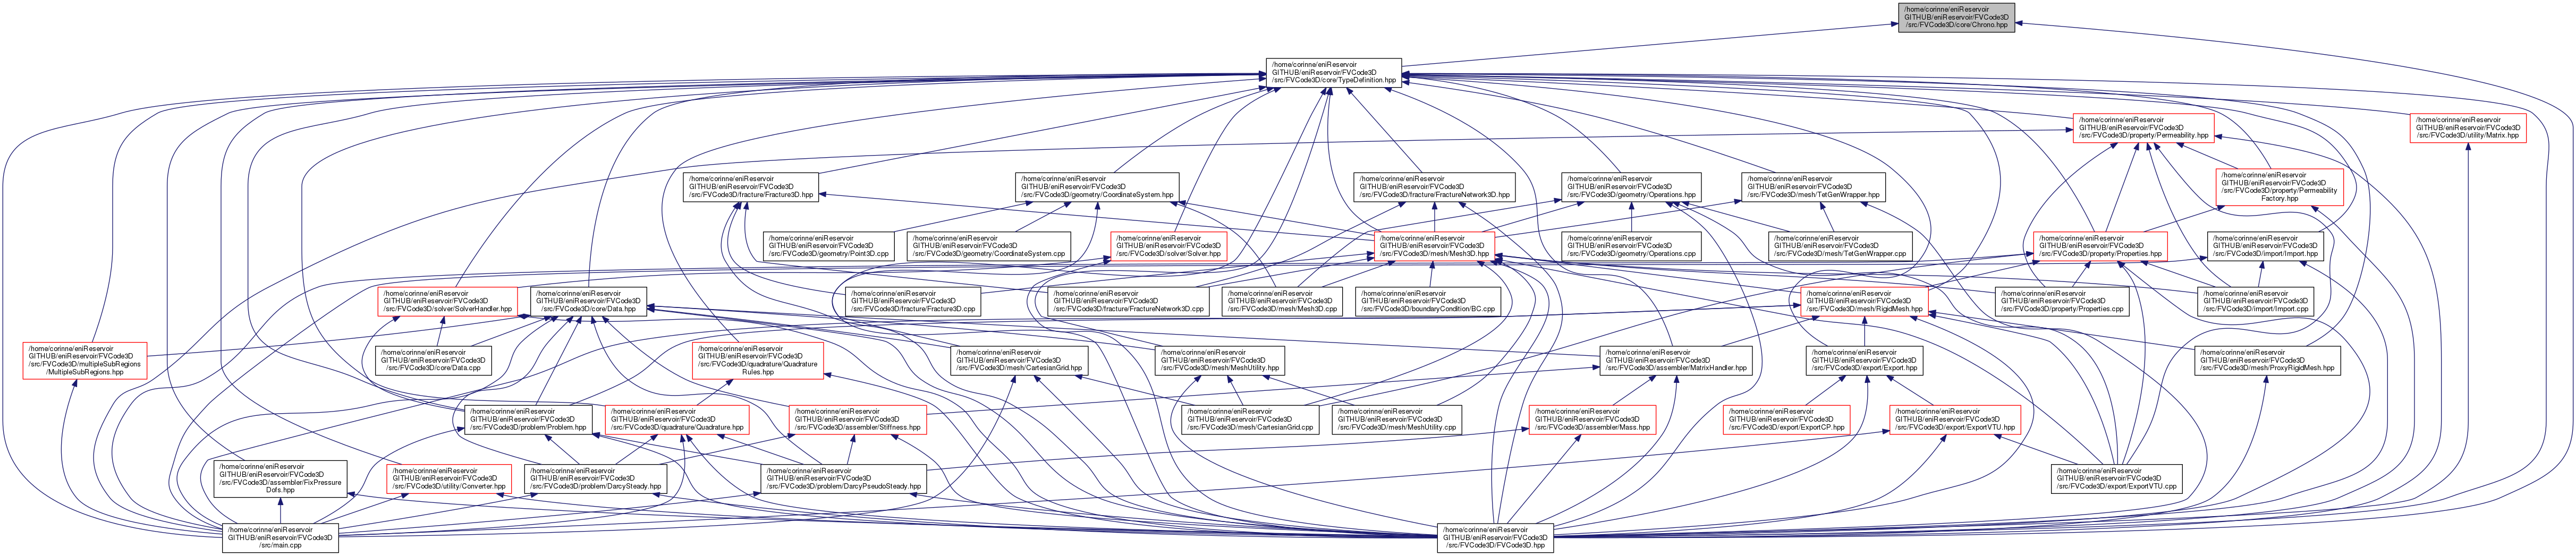 /home/corinne/eniReservoir
GITHUB/eniReservoir/FVCode3D
/src/FVCode3D/core/Chrono.hpp
/home/corinne/eniReservoir
GITHUB/eniReservoir/FVCode3D
/src/FVCode3D/core/TypeDefinition.hpp
/home/corinne/eniReservoir
GITHUB/eniReservoir/FVCode3D
/src/FVCode3D/property/Permeability.hpp
/home/corinne/eniReservoir
GITHUB/eniReservoir/FVCode3D
/src/FVCode3D/utility/Matrix.hpp
/home/corinne/eniReservoir
GITHUB/eniReservoir/FVCode3D
/src/FVCode3D/fracture/Fracture3D.hpp
/home/corinne/eniReservoir
GITHUB/eniReservoir/FVCode3D
/src/FVCode3D/geometry/CoordinateSystem.hpp
/home/corinne/eniReservoir
GITHUB/eniReservoir/FVCode3D
/src/FVCode3D/fracture/FractureNetwork3D.hpp
/home/corinne/eniReservoir
GITHUB/eniReservoir/FVCode3D
/src/FVCode3D/geometry/Operations.hpp
/home/corinne/eniReservoir
GITHUB/eniReservoir/FVCode3D
/src/FVCode3D/mesh/TetGenWrapper.hpp
/home/corinne/eniReservoir
GITHUB/eniReservoir/FVCode3D
/src/FVCode3D/property/Permeability
Factory.hpp
/home/corinne/eniReservoir
GITHUB/eniReservoir/FVCode3D
/src/FVCode3D/geometry/Point3D.cpp
/home/corinne/eniReservoir
GITHUB/eniReservoir/FVCode3D
/src/FVCode3D/geometry/CoordinateSystem.cpp
/home/corinne/eniReservoir
GITHUB/eniReservoir/FVCode3D
/src/FVCode3D/solver/Solver.hpp
/home/corinne/eniReservoir
GITHUB/eniReservoir/FVCode3D
/src/FVCode3D/mesh/Mesh3D.hpp
/home/corinne/eniReservoir
GITHUB/eniReservoir/FVCode3D
/src/FVCode3D/geometry/Operations.cpp
/home/corinne/eniReservoir
GITHUB/eniReservoir/FVCode3D
/src/FVCode3D/mesh/TetGenWrapper.cpp
/home/corinne/eniReservoir
GITHUB/eniReservoir/FVCode3D
/src/FVCode3D/property/Properties.hpp
/home/corinne/eniReservoir
GITHUB/eniReservoir/FVCode3D
/src/FVCode3D/import/Import.hpp
/home/corinne/eniReservoir
GITHUB/eniReservoir/FVCode3D
/src/FVCode3D/solver/SolverHandler.hpp
/home/corinne/eniReservoir
GITHUB/eniReservoir/FVCode3D
/src/FVCode3D/core/Data.hpp
/home/corinne/eniReservoir
GITHUB/eniReservoir/FVCode3D
/src/FVCode3D/fracture/Fracture3D.cpp
/home/corinne/eniReservoir
GITHUB/eniReservoir/FVCode3D
/src/FVCode3D/fracture/FractureNetwork3D.cpp
/home/corinne/eniReservoir
GITHUB/eniReservoir/FVCode3D
/src/FVCode3D/mesh/Mesh3D.cpp
/home/corinne/eniReservoir
GITHUB/eniReservoir/FVCode3D
/src/FVCode3D/boundaryCondition/BC.cpp
/home/corinne/eniReservoir
GITHUB/eniReservoir/FVCode3D
/src/FVCode3D/mesh/RigidMesh.hpp
/home/corinne/eniReservoir
GITHUB/eniReservoir/FVCode3D
/src/FVCode3D/property/Properties.cpp
/home/corinne/eniReservoir
GITHUB/eniReservoir/FVCode3D
/src/FVCode3D/import/Import.cpp
/home/corinne/eniReservoir
GITHUB/eniReservoir/FVCode3D
/src/FVCode3D/multipleSubRegions
/MultipleSubRegions.hpp
/home/corinne/eniReservoir
GITHUB/eniReservoir/FVCode3D
/src/FVCode3D/core/Data.cpp
/home/corinne/eniReservoir
GITHUB/eniReservoir/FVCode3D
/src/FVCode3D/quadrature/Quadrature
Rules.hpp
/home/corinne/eniReservoir
GITHUB/eniReservoir/FVCode3D
/src/FVCode3D/mesh/CartesianGrid.hpp
/home/corinne/eniReservoir
GITHUB/eniReservoir/FVCode3D
/src/FVCode3D/mesh/MeshUtility.hpp
/home/corinne/eniReservoir
GITHUB/eniReservoir/FVCode3D
/src/FVCode3D/assembler/MatrixHandler.hpp
/home/corinne/eniReservoir
GITHUB/eniReservoir/FVCode3D
/src/FVCode3D/export/Export.hpp
/home/corinne/eniReservoir
GITHUB/eniReservoir/FVCode3D
/src/FVCode3D/mesh/ProxyRigidMesh.hpp
/home/corinne/eniReservoir
GITHUB/eniReservoir/FVCode3D
/src/FVCode3D/problem/Problem.hpp
/home/corinne/eniReservoir
GITHUB/eniReservoir/FVCode3D
/src/FVCode3D/quadrature/Quadrature.hpp
/home/corinne/eniReservoir
GITHUB/eniReservoir/FVCode3D
/src/FVCode3D/assembler/Stiffness.hpp
/home/corinne/eniReservoir
GITHUB/eniReservoir/FVCode3D
/src/FVCode3D/mesh/CartesianGrid.cpp
/home/corinne/eniReservoir
GITHUB/eniReservoir/FVCode3D
/src/FVCode3D/mesh/MeshUtility.cpp
/home/corinne/eniReservoir
GITHUB/eniReservoir/FVCode3D
/src/FVCode3D/assembler/Mass.hpp
/home/corinne/eniReservoir
GITHUB/eniReservoir/FVCode3D
/src/FVCode3D/export/ExportCP.hpp
/home/corinne/eniReservoir
GITHUB/eniReservoir/FVCode3D
/src/FVCode3D/export/ExportVTU.hpp
/home/corinne/eniReservoir
GITHUB/eniReservoir/FVCode3D
/src/FVCode3D/assembler/FixPressure
Dofs.hpp
/home/corinne/eniReservoir
GITHUB/eniReservoir/FVCode3D
/src/FVCode3D/utility/Converter.hpp
/home/corinne/eniReservoir
GITHUB/eniReservoir/FVCode3D
/src/FVCode3D/problem/DarcySteady.hpp
/home/corinne/eniReservoir
GITHUB/eniReservoir/FVCode3D
/src/FVCode3D/problem/DarcyPseudoSteady.hpp
/home/corinne/eniReservoir
GITHUB/eniReservoir/FVCode3D
/src/FVCode3D/export/ExportVTU.cpp
/home/corinne/eniReservoir
GITHUB/eniReservoir/FVCode3D
/src/main.cpp
/home/corinne/eniReservoir
GITHUB/eniReservoir/FVCode3D
/src/FVCode3D/FVCode3D.hpp